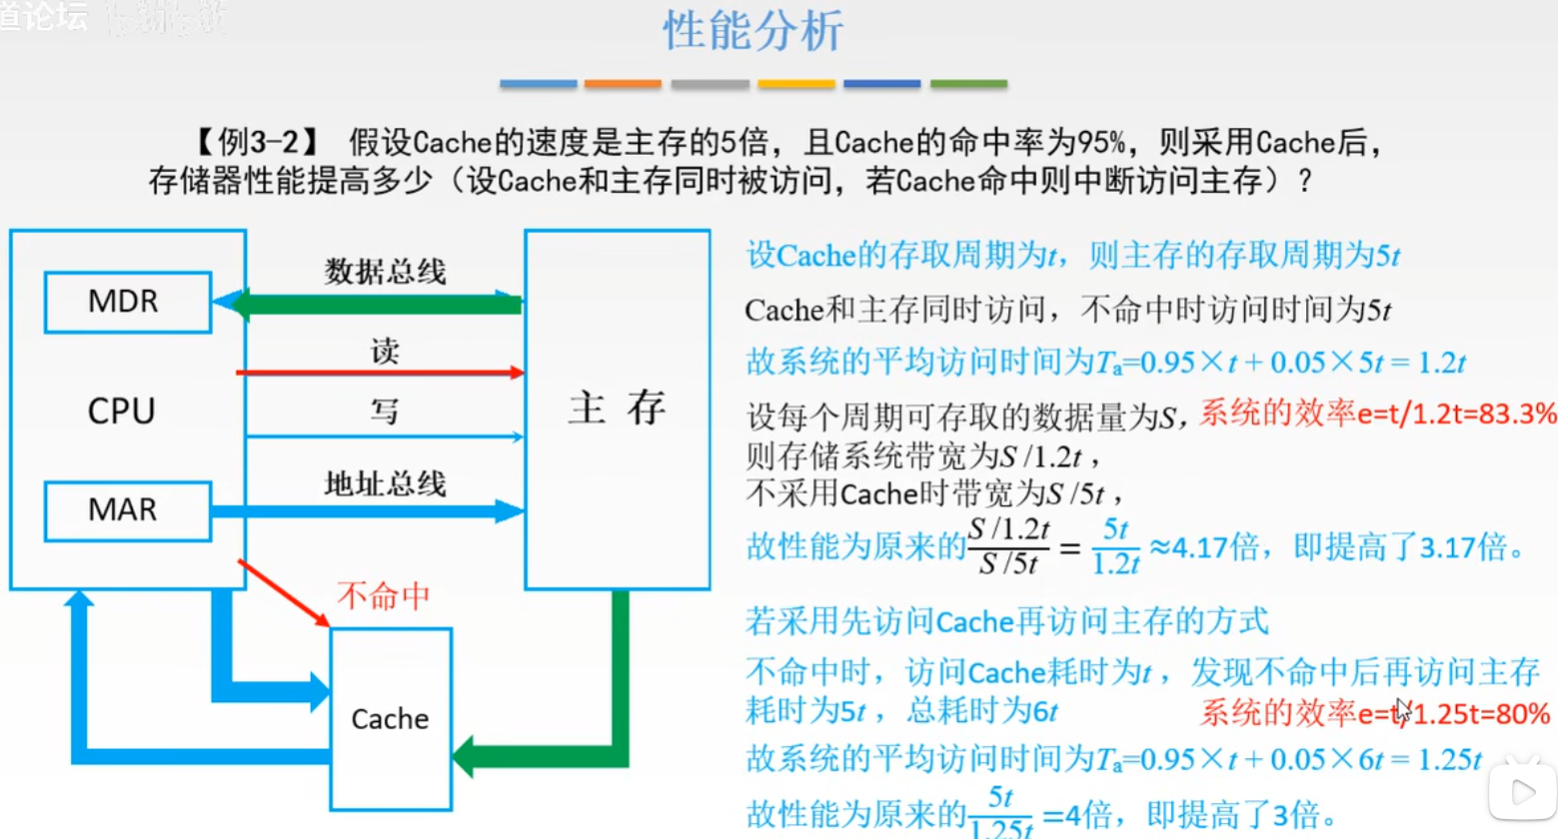 道论坛
性能分析
【例3-2】 假设Cache的速度是主存的5倍，且Cache的命中率为95%，则采用Cache后，
存储器性能提高多少（设Cache和主存同时被访问，若Cache命中则中断访问主存）？
MDR
CPU
MAR
数据总线
读
写
地址总线
主 存
不命中
Cache
设Cache的存取周期为t，则主存的存取周期为5t
Cache和主存同时访问，不命中时访问时间为5t
故系统的平均访问时间为Ta=0.95×t + 0.05×5t = 1.2t
设每个周期可存取的数据量为S，系统的效率e=t/1.2t=83.3%
则存储系统带宽为S /1.2t ，
不采用Cache时带宽为S /5t ，
故性能为原来的 S /1.2t / S /5t = 5t / 1.2t ≈4.17倍，即提高了3.17倍。
若采用先访问Cache再访问主存的方式
不命中时，访问Cache耗时为t ，发现不命中后再访问主存
耗时为5t ，总耗时为6t 系统的效率e=t/1.25t=80%
故系统的平均访问时间为Ta=0.95×t + 0.05×6t = 1.25t
故性能为原来的 5t / 1.25t =4倍，即提高了3倍。